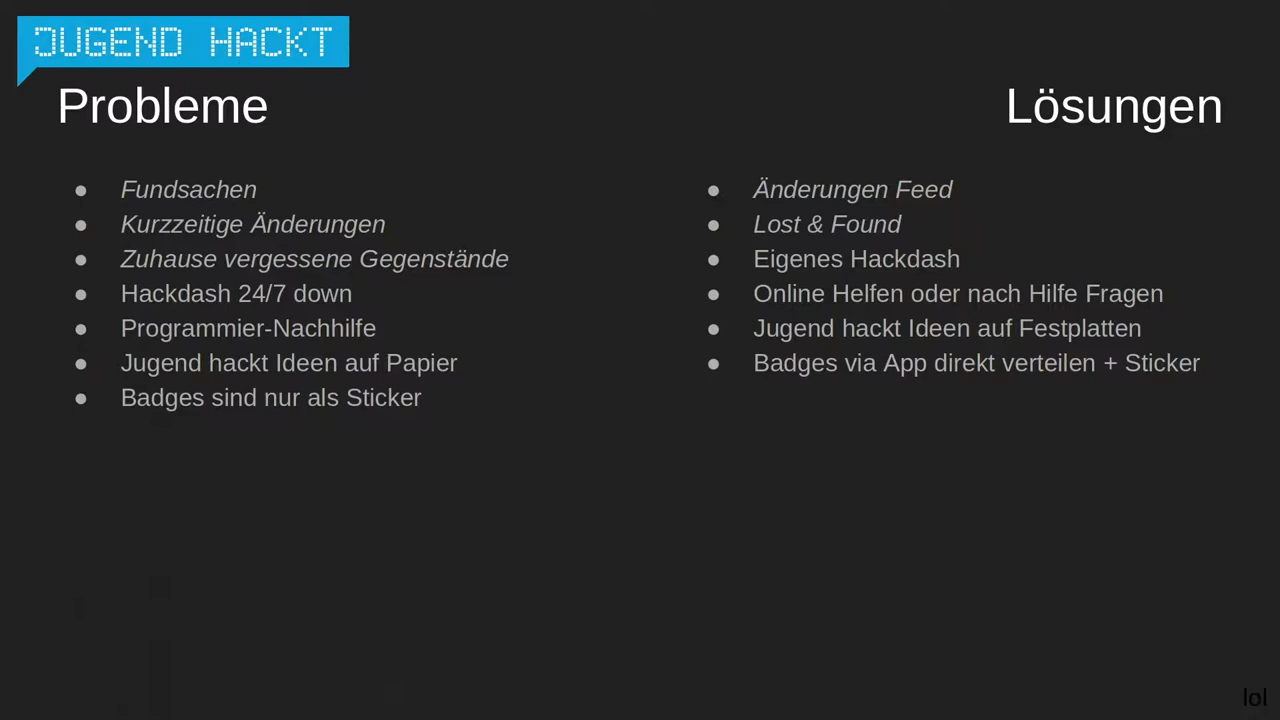 JUGEND HACKT
Probleme
● Fundsachen
● Kurzzeitige Änderungen
● Zuhause vergessene Gegenstände
● Hackdash 24/7 down
● Programmier-Nachhilfe
● Jugend hackt Ideen auf Papier
● Badges sind nur als Sticker
Lösungen
● Änderungen Feed
● Lost & Found
● Eigenes Hackdash
● Online Helfen oder nach Hilfe Fragen
● Jugend hackt Ideen auf Festplatten
● Badges via App direkt verteilen + Sticker
lol